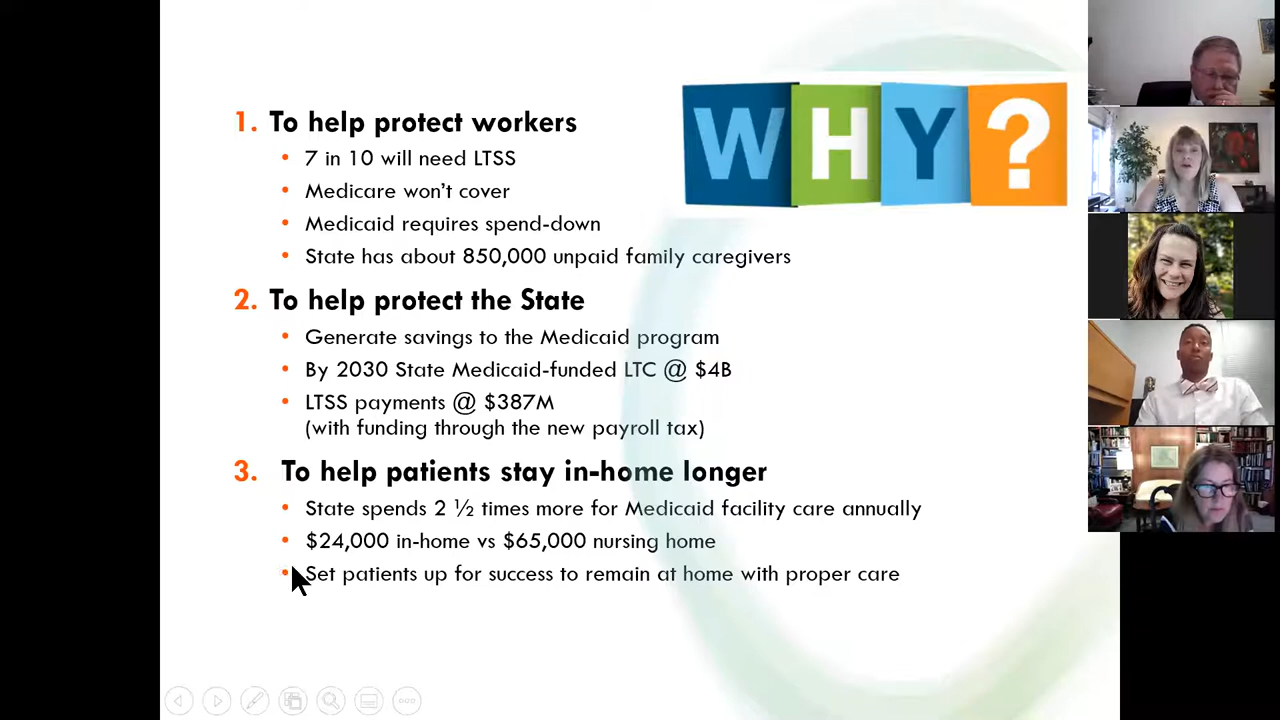 WHY?
1. To help protect workers
• 7 in 10 will need LTSS
• Medicare won't cover
• Medicaid requires spend-down
• State has about 850,000 unpaid family caregivers
2. To help protect the State
• Generate savings to the Medicaid program
• By 2030 State Medicaid-funded LTC @ $4B
• LTSS payments @ $387M
(with funding through the new payroll tax)
3. To help patients stay in-home longer
• State spends 2 ½ times more for Medicaid facility care annually
• $24,000 in-home vs $65,000 nursing home
• Set patients up for success to remain at home with proper care